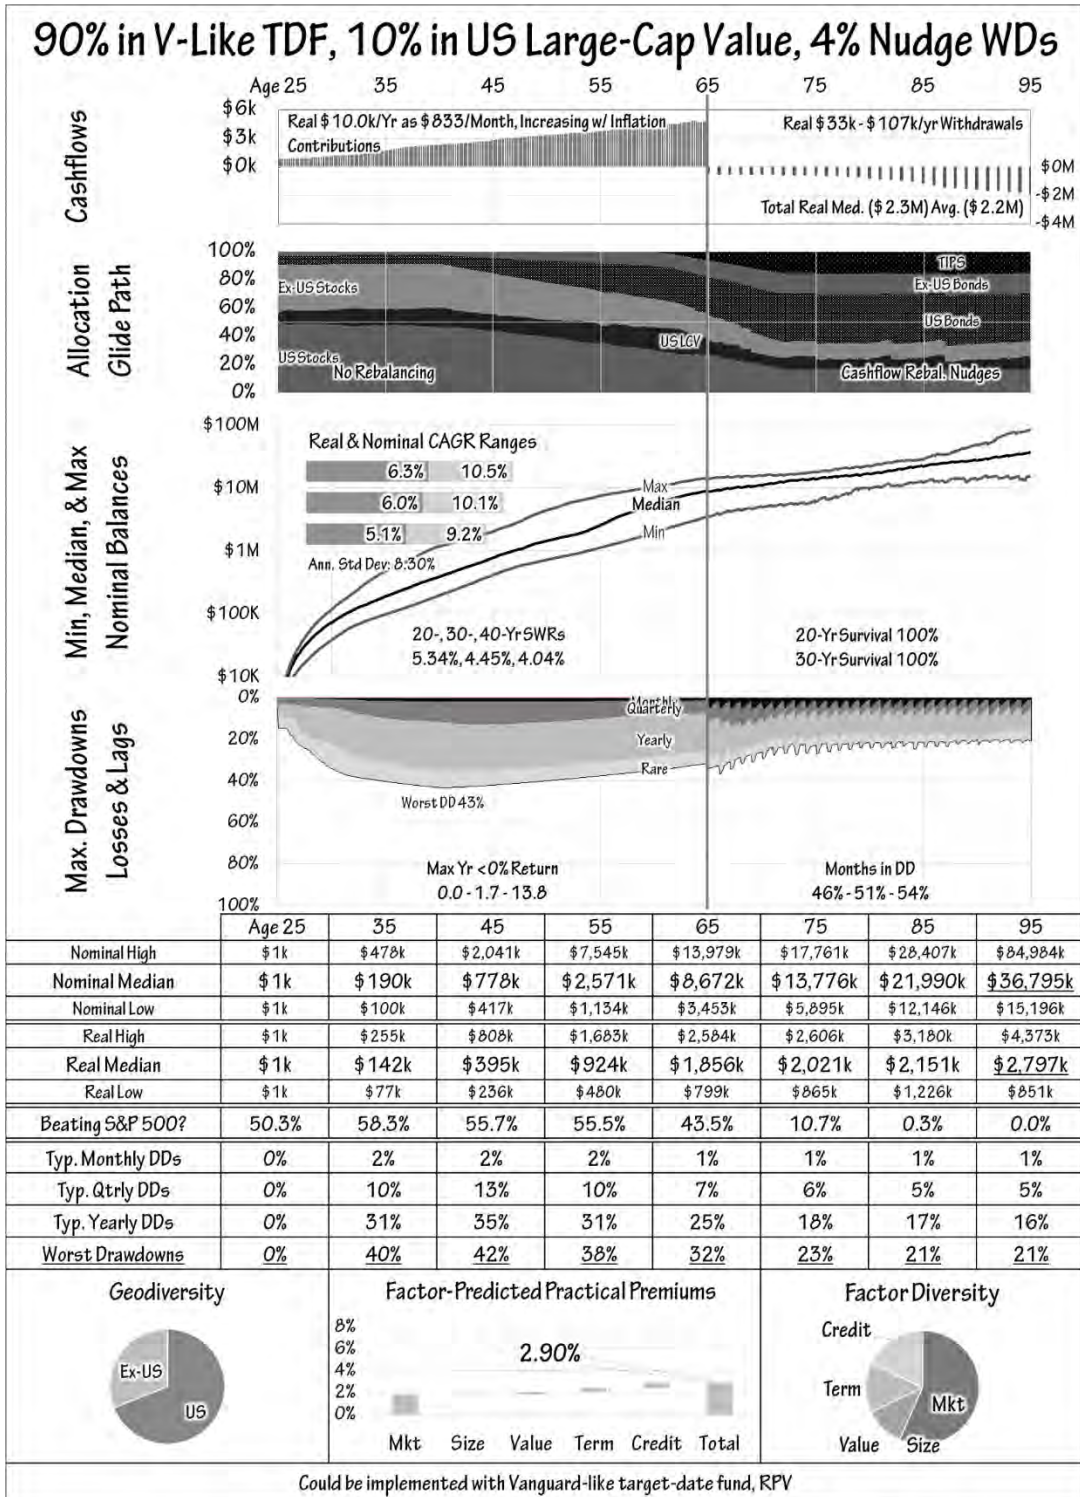 90% in V-Like TDF, 10% in US Large-Cap Value, 4% Nudge WDs
Age 25 35 45 55 65 75 85 95
Cashflows
$6k
$3k
$0k
Real $10.0k/Yr as $833/Month, Increasing w/ Inflation
Contributions
Real $33k - $107k/yr Withdrawals
Total Real Med. ($2.3M) Avg. ($2.2M)
$0M
-$2M
-$4M
Allocation
Glide Path
100%
80%
60%
40%
20%
0%
Ex-US Stocks
US Stocks
No Rebalancing
US LCV
TIPS
Ex-US Bonds
US Bonds
Cashflow Rebal. Nudges
Min, Median, & Max
Nominal Balances
$100M
$10M
$1M
$100K
$10K
Real & Nominal CAGR Ranges
6.3% 10.5%
6.0% 10.1%
5.1% 9.2%
Ann. Std Dev: 8.30%
Max
Median
Min
20-, 30-, 40-Yr SWRs
5.34%, 4.45%, 4.04%
20-Yr Survival 100%
30-Yr Survival 100%
Max. Drawdowns
Losses & Lags
0%
20%
40%
60%
80%
100%
Monthly
Quarterly
Yearly
Rare
Worst DD 43%
Max Yr <0% Return
0.0 - 1.7 - 13.8
Months in DD
46% - 51% - 54%
Age 25 35 45 55 65 75 85 95
Nominal High $1k $478k $2,041k $7,545k $13,979k $17,761k $28,407k $84,984k
Nominal Median $1k $190k $778k $2,571k $8,672k $13,776k $21,990k $36,795k
Nominal Low $1k $100k $417k $1,134k $3,453k $5,895k $12,146k $15,196k
Real High $1k $255k $808k $1,683k $2,584k $2,606k $3,180k $4,373k
Real Median $1k $142k $395k $924k $1,856k $2,021k $2,151k $2,797k
Real Low $1k $77k $236k $480k $799k $865k $1,226k $851k
Beating S&P 500? 50.3% 58.3% 55.7% 55.5% 43.5% 10.7% 0.3% 0.0%
Typ. Monthly DDs 0% 2% 2% 2% 1% 1% 1% 1%
Typ. Qtrly DDs 0% 10% 13% 10% 7% 6% 5% 5%
Typ. Yearly DDs 0% 31% 35% 31% 25% 18% 17% 16%
Worst Drawdowns 0% 40% 42% 38% 32% 23% 21% 21%
Geodiversity
Ex-US
US
Factor-Predicted Practical Premiums
8%
6%
4%
2%
0%
2.90%
Mkt Size Value Term Credit Total
Factor Diversity
Credit
Term
Mkt
Value Size
Could be implemented with Vanguard-like target-date fund, RPV